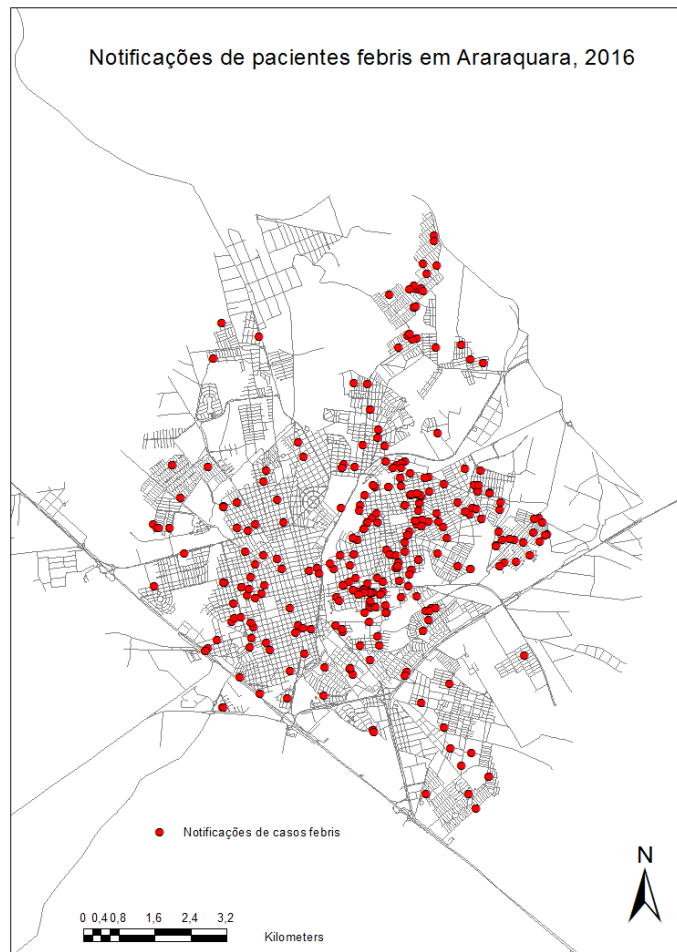 Notificações de pacientes febris em Araraquara, 2016
Notificações de casos febris
N
0 0,4 0,8 1,6 2,4 3,2
Kilometers